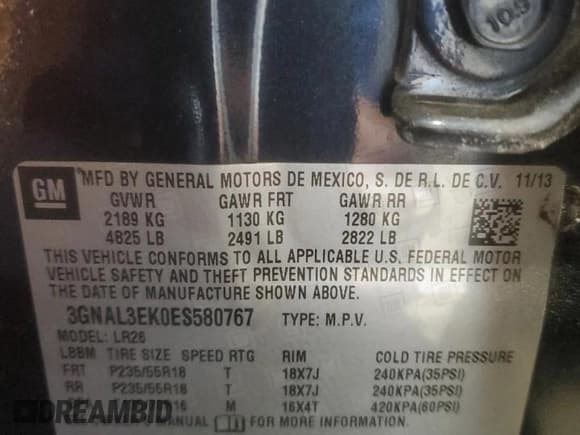 10.9
GM
MFD BY GENERAL MOTORS DE MEXICO, S. DE R.L. DE C.V. 11/13
GVWR GAWR FRT GAWR RR
2189 KG 1130 KG 1280 KG
4825 LB 2491 LB 2822 LB
THIS VEHICLE CONFORMS TO ALL APPLICABLE U.S. FEDERAL MOTOR
VEHICLE SAFETY AND THEFT PREVENTION STANDARDS IN EFFECT ON
THE DATE OF MANUFACTURE SHOWN ABOVE.
3GNAL3EK0ES580767 TYPE: M.P.V.
MODEL: LR26
LBBM TIRE SIZE SPEED RTG RIM COLD TIRE PRESSURE
FRT P235/55R18 T 18X7J 240KPA(35PSI)
RR P235/55R18 T 18X7J 240KPA(35PSI)
M 16X4T 420KPA(60PSI)
MANUAL FOR MORE INFORMATION.
DREAMBID